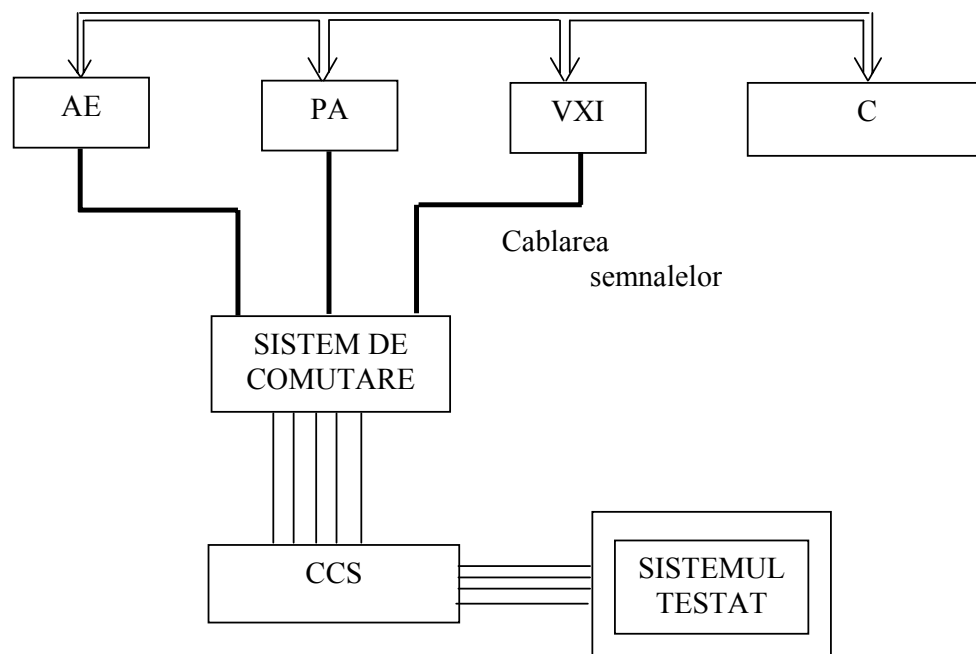 AE
PA
VXI
C
Cablarea
semnalelor
SISTEM DE
COMUTARE
CCS
SISTEMUL
TESTAT